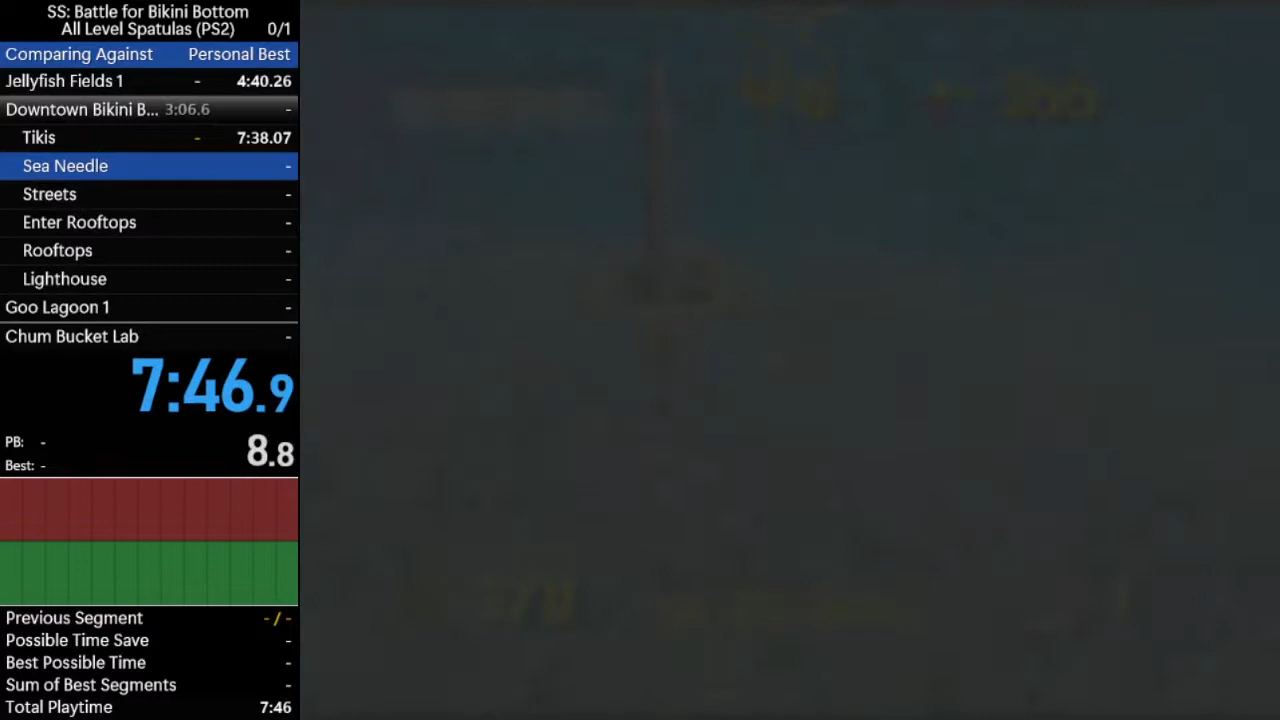 SS: Battle for Bikini Bottom
All Level Spatulas (PS2) 0/1
Comparing Against Personal Best
Jellyfish Fields 1 - 4:40.26
Downtown Bikini B... 3:06.6 -
Tikis - 7:38.07
Sea Needle -
Streets -
Enter Rooftops -
Rooftops -
Lighthouse -
Goo Lagoon 1 -
Chum Bucket Lab -
7:46.9
PB: - 8.8
Best: -
Previous Segment - / -
Possible Time Save -
Best Possible Time -
Sum of Best Segments -
Total Playtime 7:46